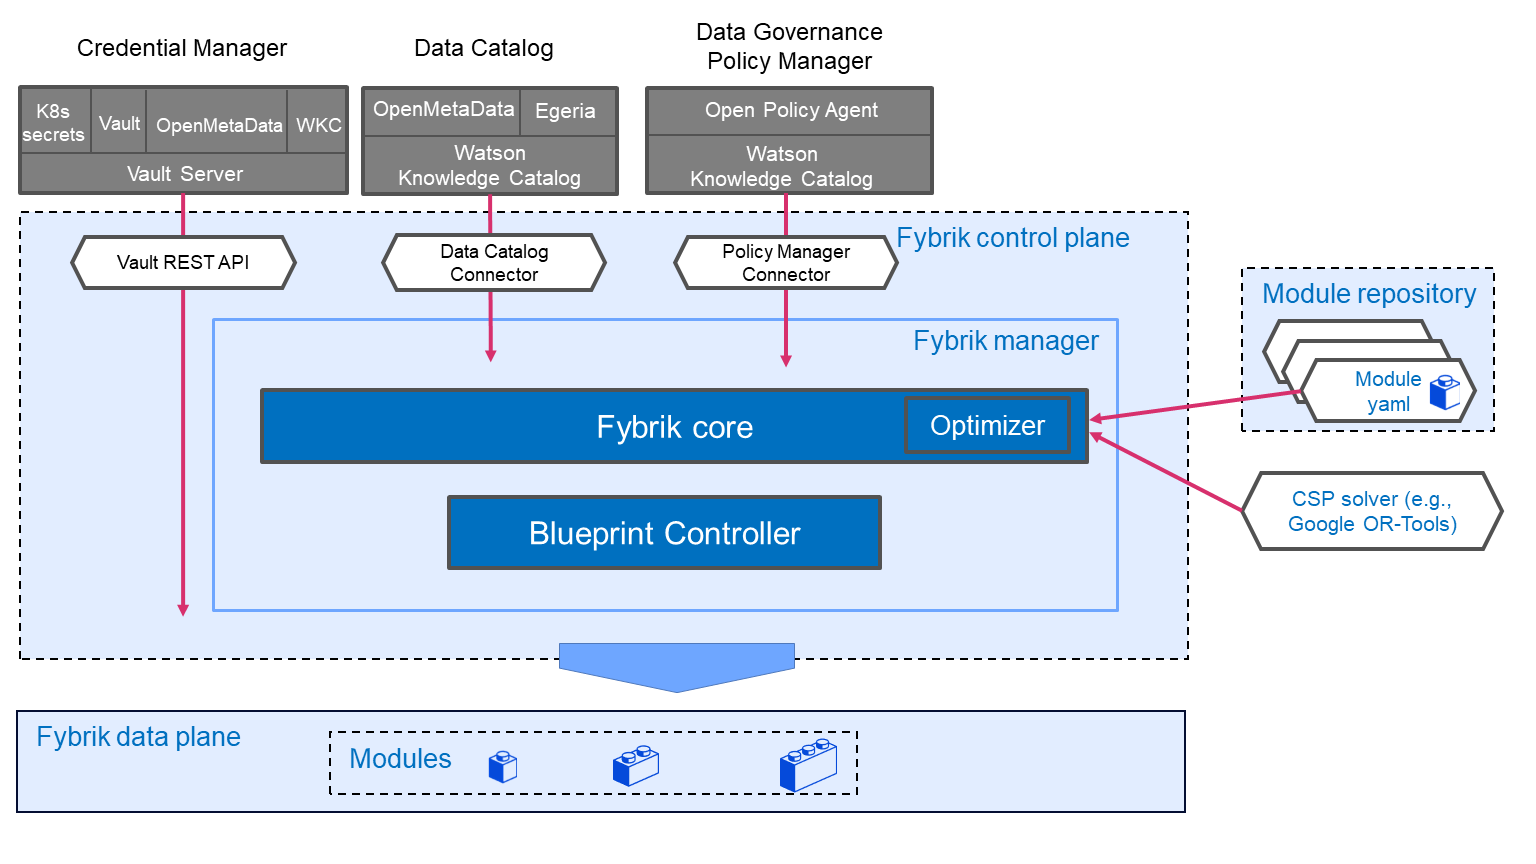 Credential Manager
Data Catalog
Data Governance
Policy Manager
K8s
secrets
Vault
OpenMetaData
WKC
Vault Server
OpenMetaData
Egeria
Watson
Knowledge Catalog
Open Policy Agent
Watson
Knowledge Catalog
Fybrik control plane
Vault REST API
Data Catalog
Connector
Policy Manager
Connector
Module repository
Module
yaml
Fybrik manager
Fybrik core
Optimizer
CSP solver (e.g.,
Google OR-Tools)
Blueprint Controller
Fybrik data plane
Modules